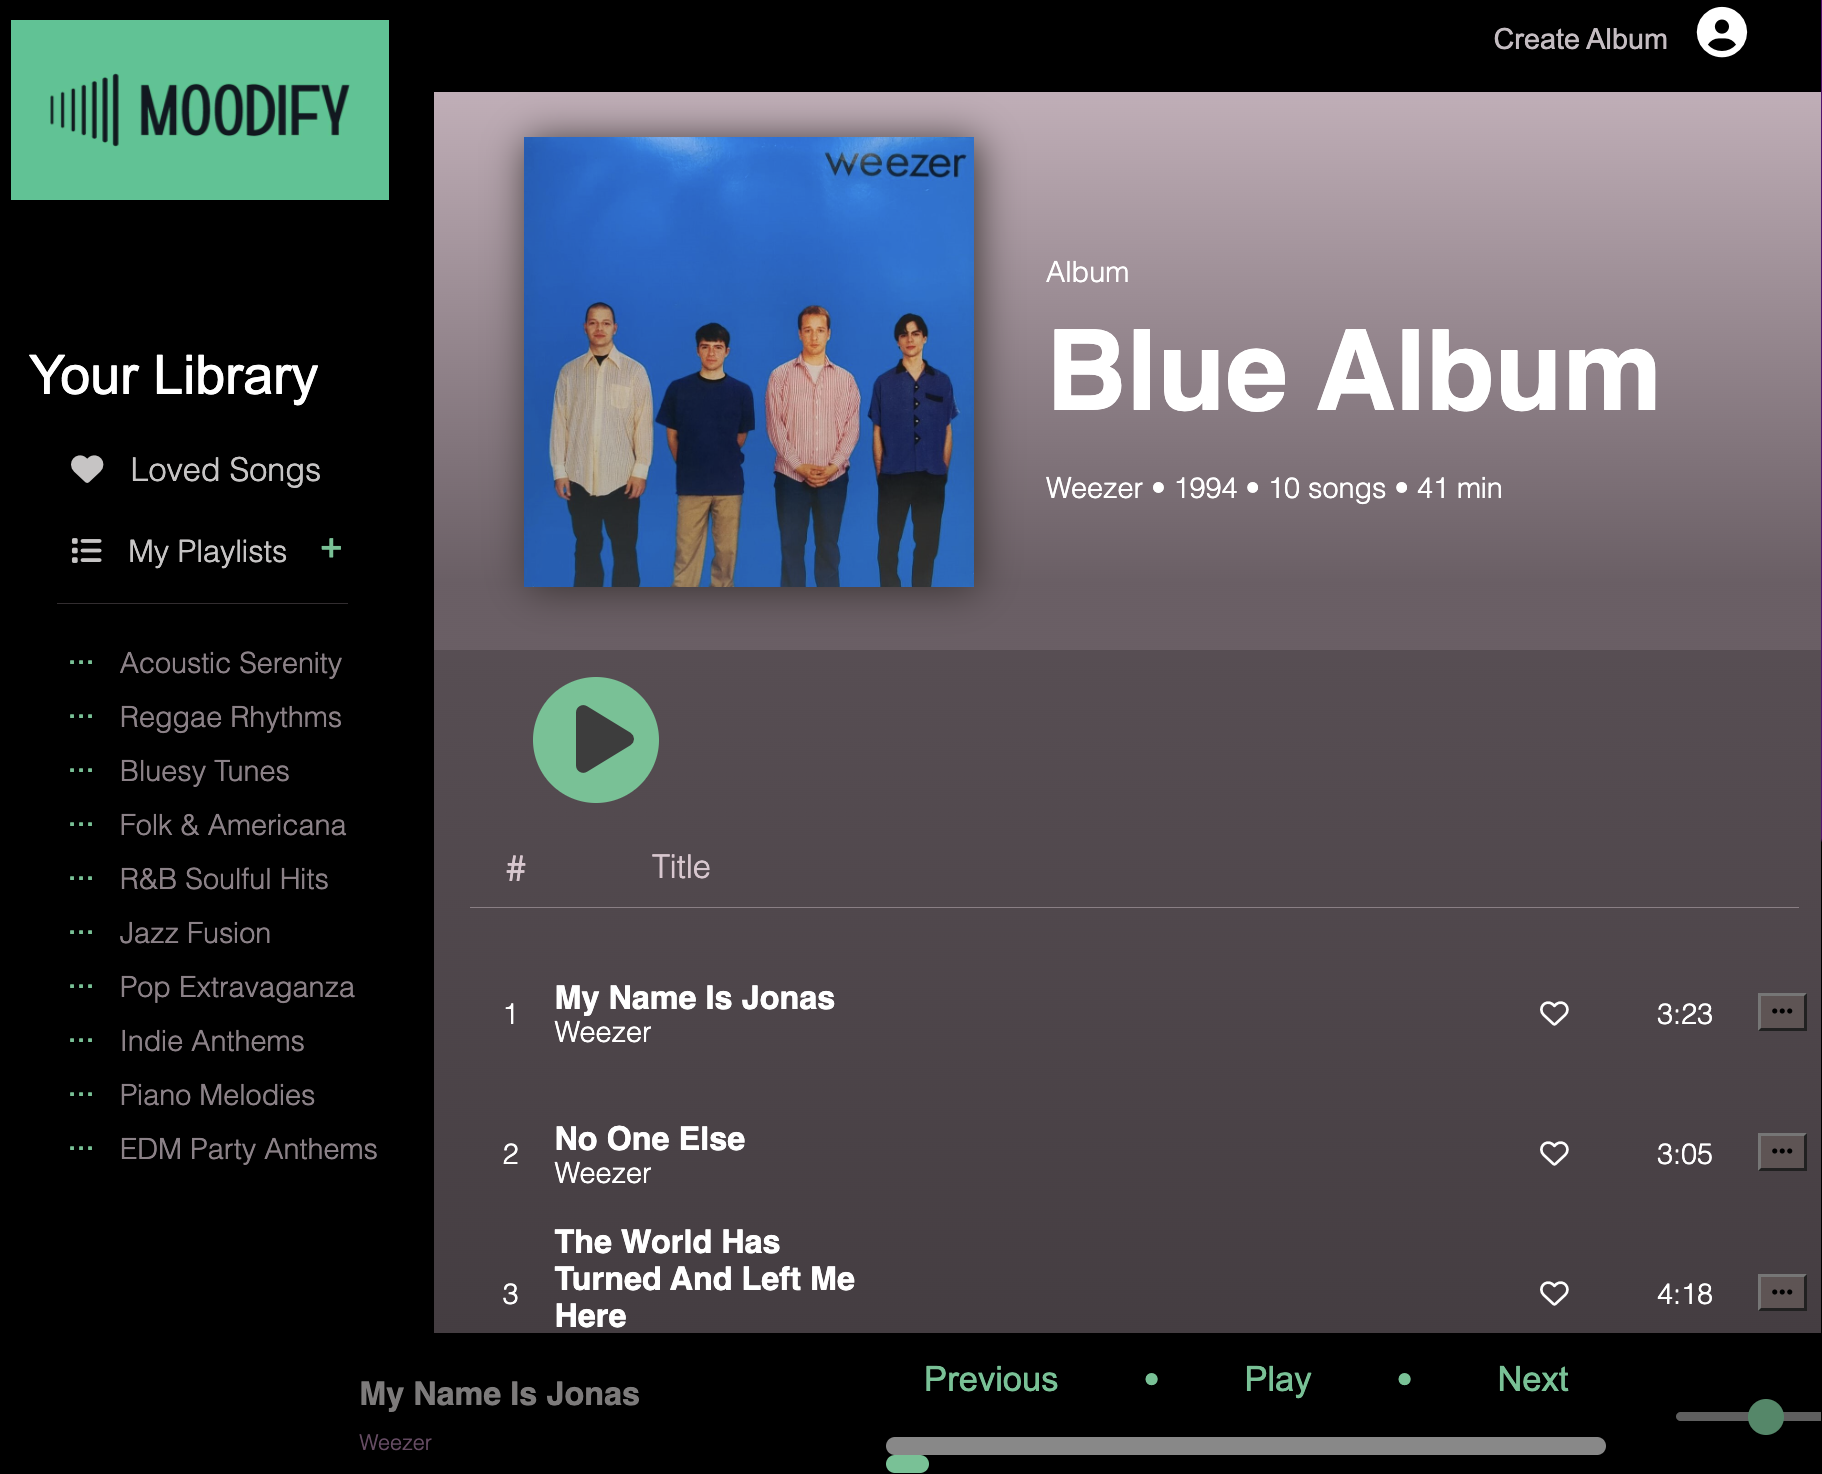 MOODIFY
Create Album
Your Library
Loved Songs
My Playlists +
··· Acoustic Serenity
··· Reggae Rhythms
··· Bluesy Tunes
··· Folk & Americana
··· R&B Soulful Hits
··· Jazz Fusion
··· Pop Extravaganza
··· Indie Anthems
··· Piano Melodies
··· EDM Party Anthems
weezer
Album
Blue Album
Weezer • 1994 • 10 songs • 41 min
# Title
1 My Name Is Jonas 3:23 ···
Weezer
2 No One Else 3:05 ···
Weezer
The World Has
Turned And Left Me
3 Here 4:18 ···
My Name Is Jonas
Weezer
Previous • Play • Next